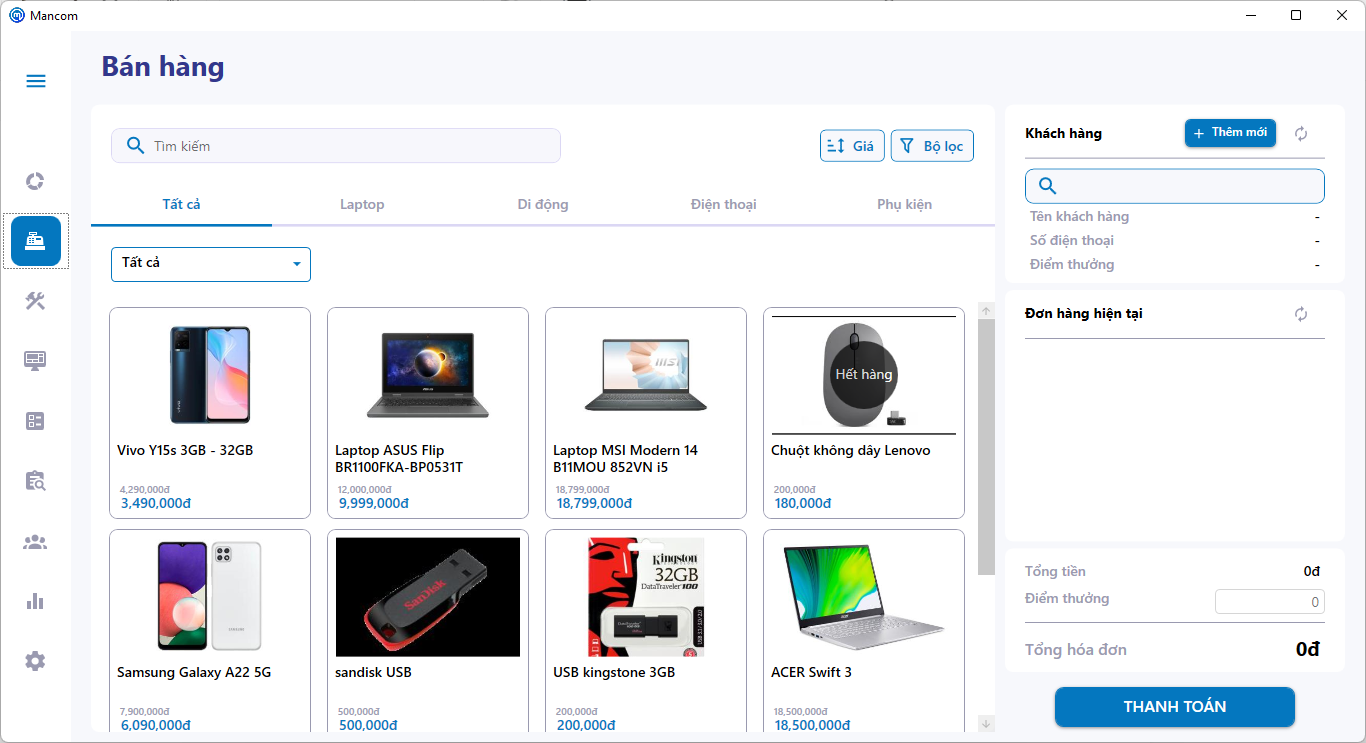 Mancom
Bán hàng
Tìm kiếm
Giá
Bộ lọc
Tất cả
Laptop
Di động
Điện thoại
Phụ kiện
Tất cả
Hết hàng
Vivo Y15s 3GB - 32GB
4,290,000đ
3,490,000đ
Laptop ASUS Flip
BR1100FKA-BP0531T
12,000,000đ
9,999,000đ
Laptop MSI Modern 14
B11MOU 852VN i5
18,799,000đ
18,799,000đ
Chuột không dây Lenovo
200,000đ
180,000đ
SanDisk
Kingston
32GB
DataTraveler 100
Samsung Galaxy A22 5G
7,900,000đ
6,090,000đ
sandisk USB
500,000đ
500,000đ
USB kingstone 3GB
200,000đ
200,000đ
ACER Swift 3
18,500,000đ
18,500,000đ
Khách hàng
+ Thêm mới
Tên khách hàng -
Số điện thoại -
Điểm thưởng -
Đơn hàng hiện tại
Tổng tiền 0đ
Điểm thưởng 0
Tổng hóa đơn 0đ
THANH TOÁN